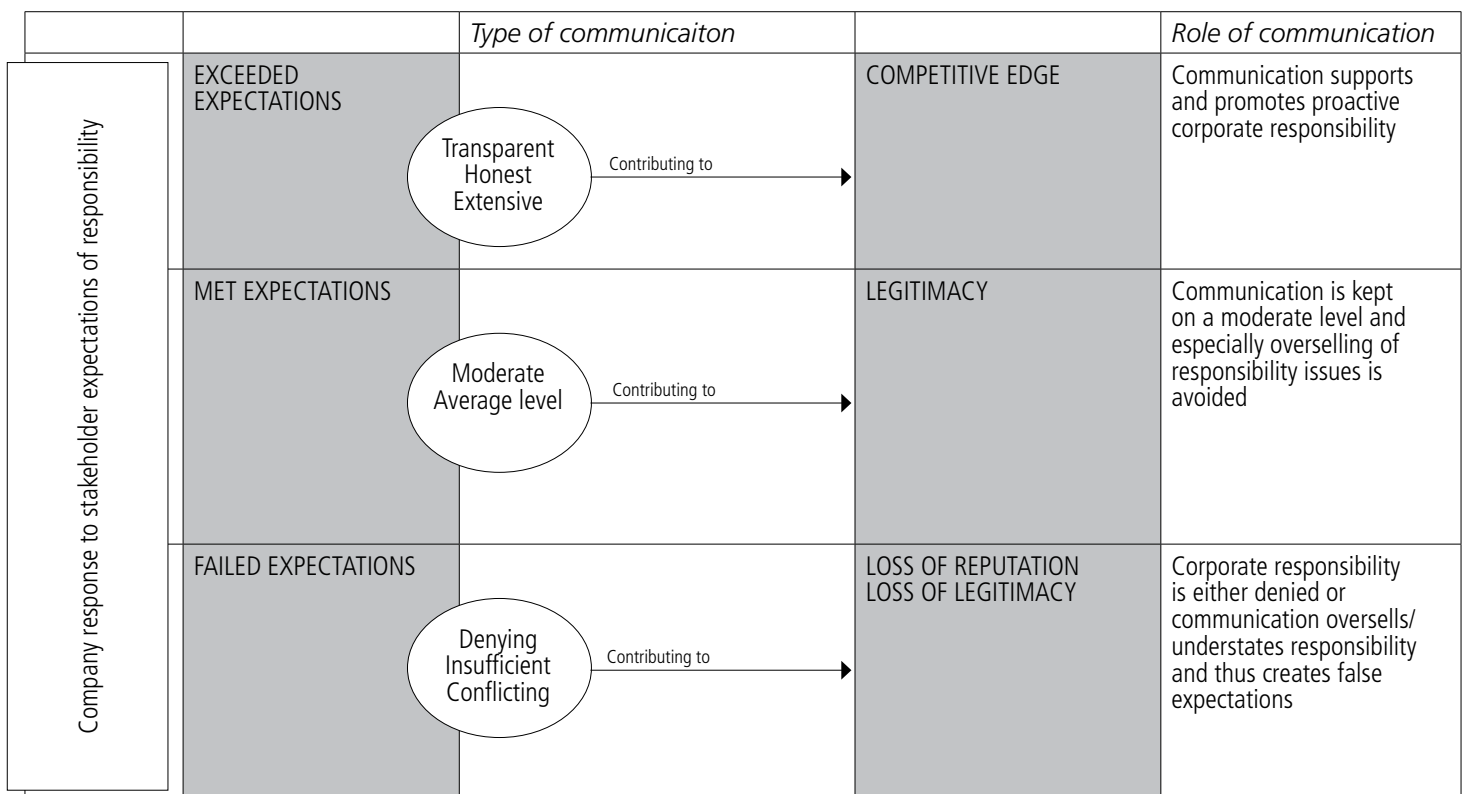 Type of communicaiton
Role of communication
Company response to stakeholder expectations of responsibility
EXCEEDED
EXPECTATIONS
Transparent
Honest
Extensive
Contributing to
COMPETITIVE EDGE
Communication supports
and promotes proactive
corporate responsibility
MET EXPECTATIONS
Moderate
Average level
Contributing to
LEGITIMACY
Communication is kept
on a moderate level and
especially overselling of
responsibility issues is
avoided
FAILED EXPECTATIONS
Denying
Insufficient
Conflicting
Contributing to
LOSS OF REPUTATION
LOSS OF LEGITIMACY
Corporate responsibility
is either denied or
communication oversells/
understates responsibility
and thus creates false
expectations